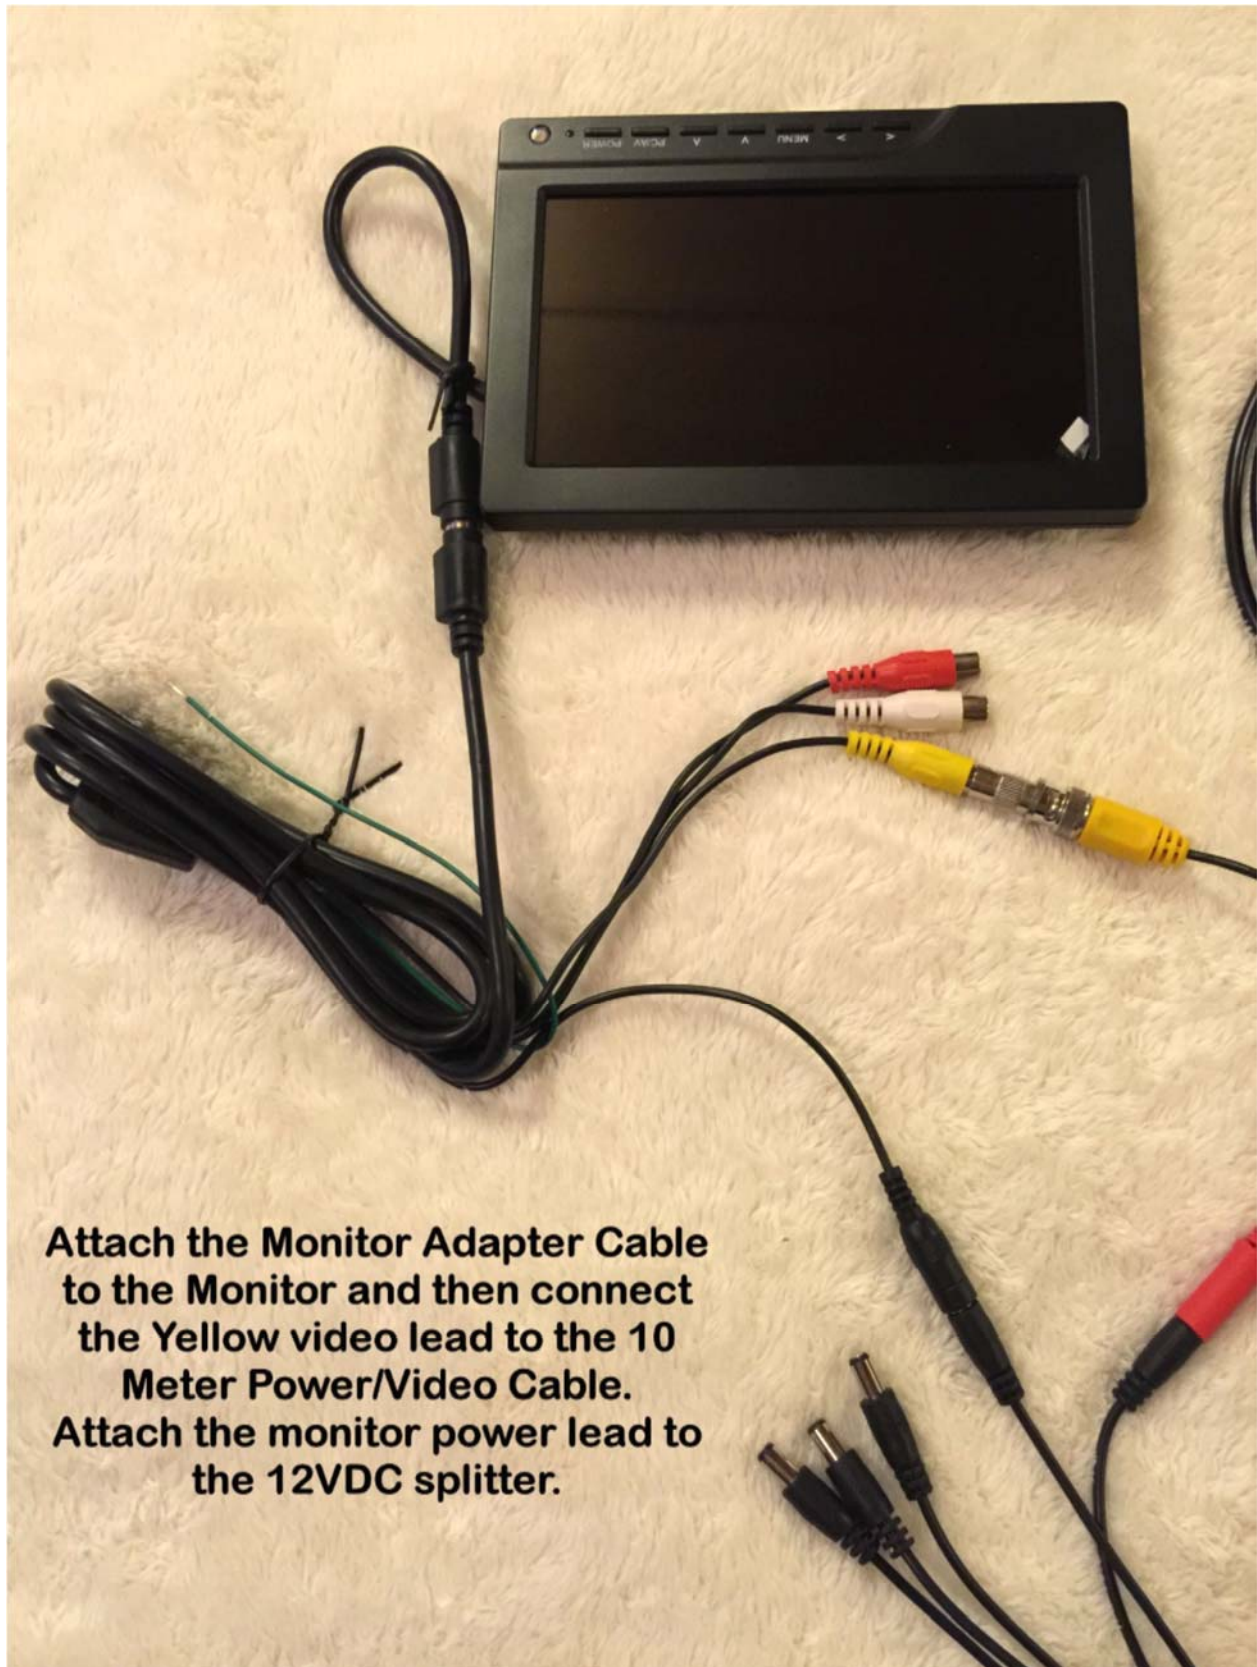 POWER PC/AV ∧ ∨ MENU > <
Attach the Monitor Adapter Cable
to the Monitor and then connect
the Yellow video lead to the 10
Meter Power/Video Cable.
Attach the monitor power lead to
the 12VDC splitter.